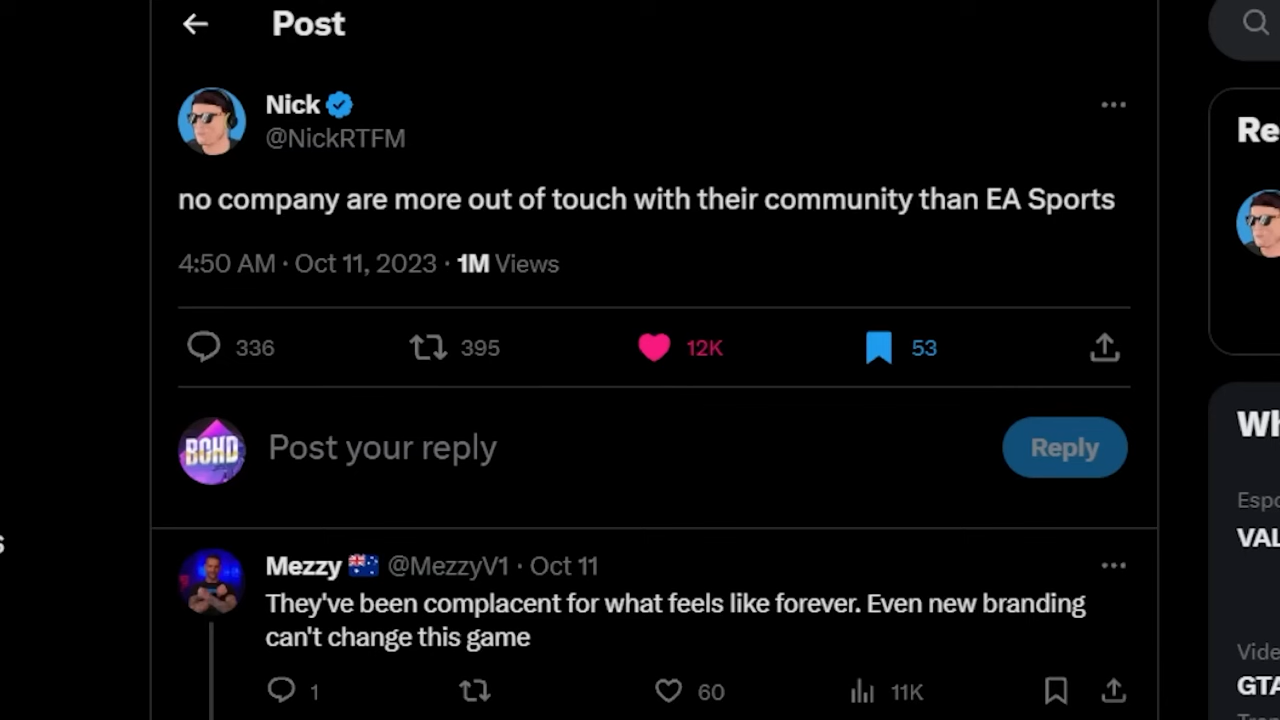 Post
Nick
@NickRTFM
no company are more out of touch with their community than EA Sports
4:50 AM · Oct 11, 2023 · 1M Views
336 395 12K 53
BOHD Post your reply Reply
Mezzy 🇦🇺 @MezzyV1 · Oct 11
They've been complacent for what feels like forever. Even new branding
can't change this game
1 60 11K
s
Re
Wh
Espo
VAL
Vide
GTA